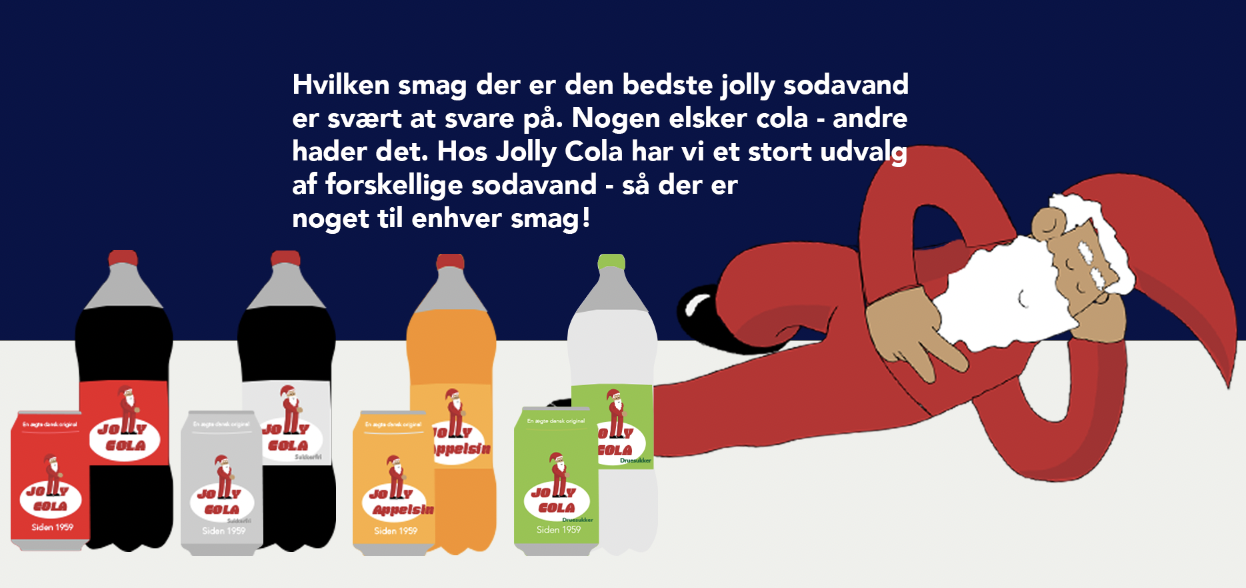 Hvilken smag der er den bedste jolly sodavand
er svært at svare på. Nogen elsker cola - andre
hader det. Hos Jolly Cola har vi et stort udvalg
af forskellige sodavand - så der er
noget til enhver smag!
JOLLY
COLA
JOLLY
COLA
Sukkerfri
JOLLY
Appelsin
JOLLY
COLA
Druesukker
En ægte dansk original
JOLLY
COLA
Siden 1959
En ægte dansk original
JOLLY
COLA
Sukkerfri
Siden 1959
En ægte dansk original
JOLLY
Appelsin
Siden 1959
En ægte dansk original
JOLLY
COLA
Druesukker
Siden 1959